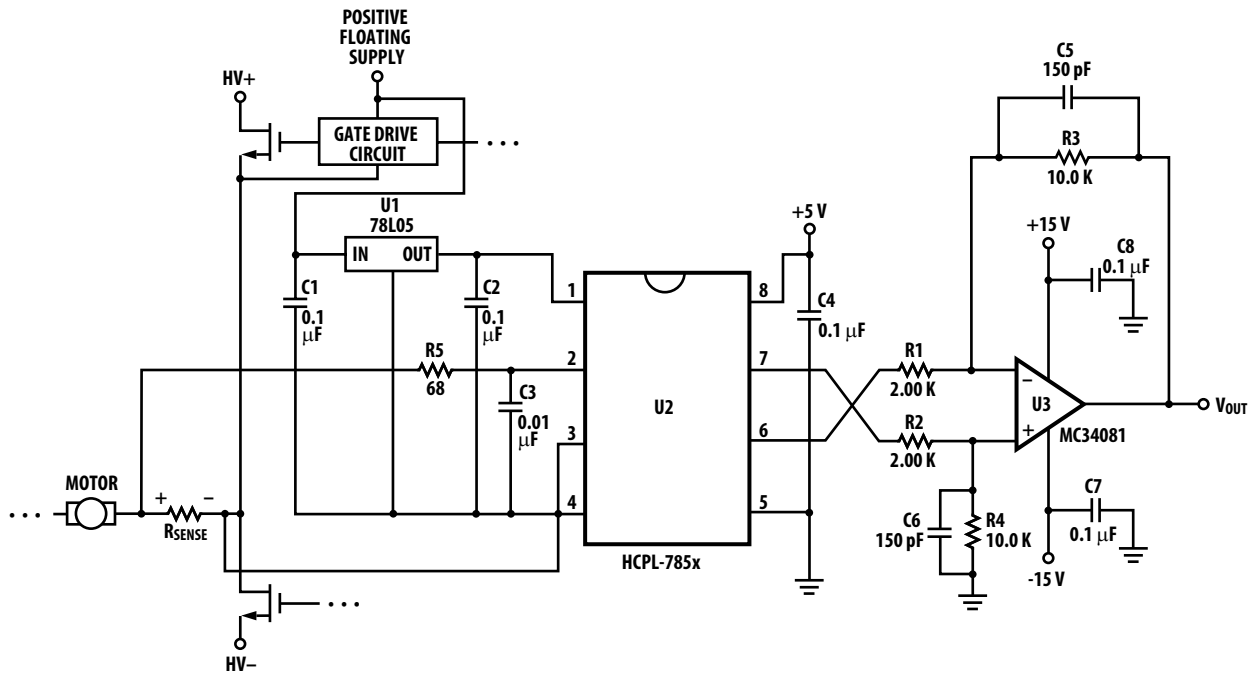 POSITIVE
FLOATING
SUPPLY
HV+
GATE DRIVE
CIRCUIT
• • •
U1
78L05
IN OUT
C1
0.1
µF
C2
0.1
µF
R5
68
C3
0.01
µF
MOTOR
• • •
+ –
RSENSE
• • •
HV–
1
2
3
4
U2
8
7
6
5
HCPL-785x
+5 V
C4
0.1 µF
R1
2.00 K
R2
2.00 K
C5
150 pF
R3
10.0 K
+15 V
C8
0.1 µF
–
U3
+
MC34081
VOUT
C6
150 pF
R4
10.0 K
C7
0.1 µF
-15 V